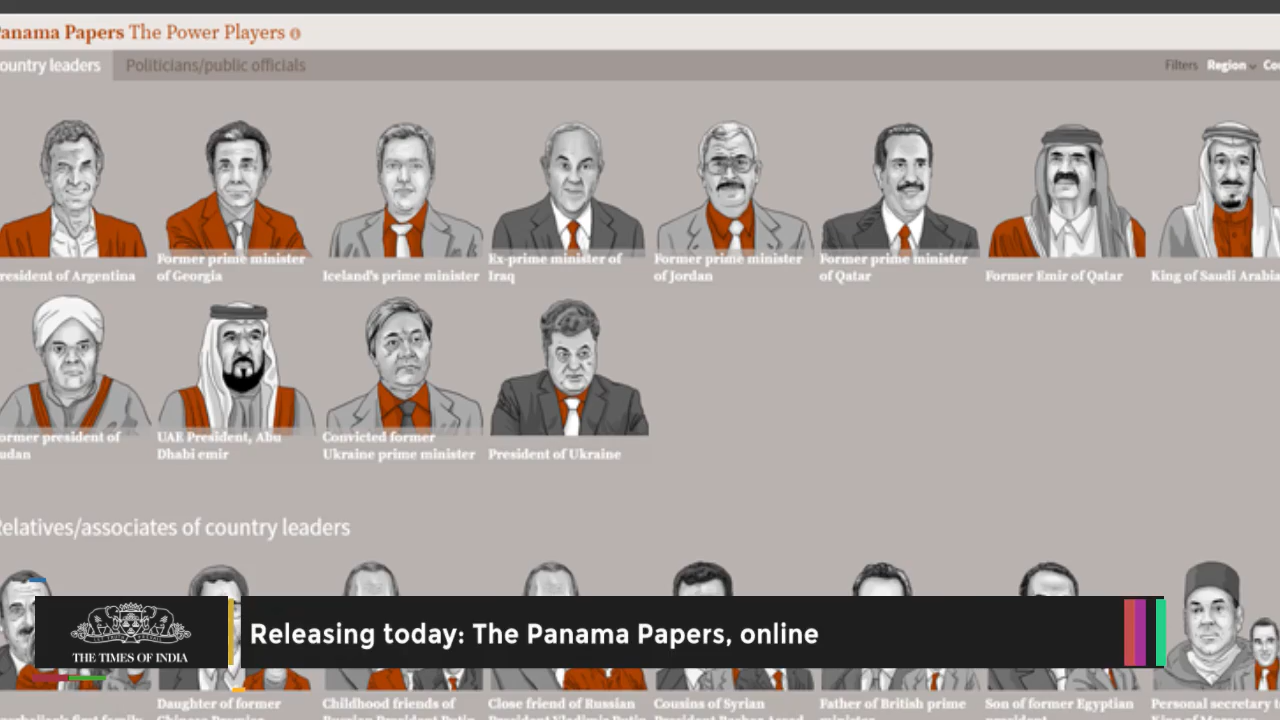 anama Papers The Power Players
ountry leaders
Politicians/public officials
Filters Region Co
resident of Argentina
Former prime minister
of Georgia
Iceland's prime minister
Ex-prime minister of
Iraq
Former prime minister
of Jordan
Former prime minister
of Qatar
Former Emir of Qatar
King of Saudi Arabia
ormer president of
udan
UAE President, Abu
Dhabi emir
Convicted former
Ukraine prime minister
President of Ukraine
elatives/associates of country leaders
THE TIMES OF INDIA
Releasing today: The Panama Papers, online
Daughter of former
Childhood friends of
Close friend of Russian
Cousins of Syrian
Father of British prime
Son of former Egyptian
Personal secretary